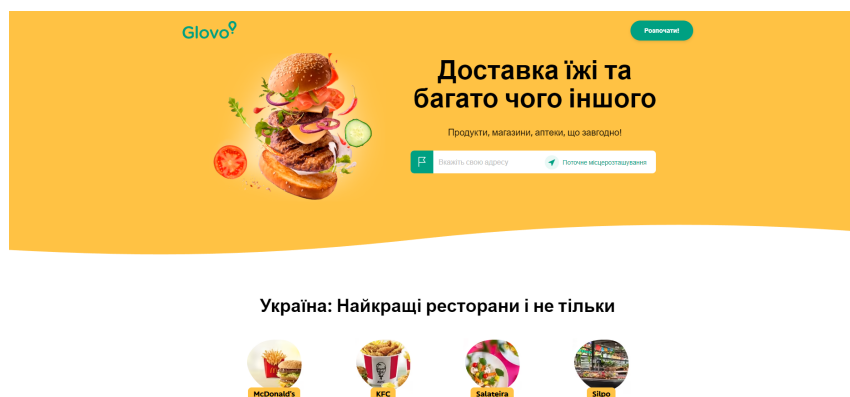 Glovo
Розпочати!
Доставка їжі та
багато чого іншого
Продукти, магазини, аптеки, що завгодно!
Вкажіть свою адресу
Поточне місцерозташування
Україна: Найкращі ресторани і не тільки
McDonald's
KFC
Salateira
Silpo